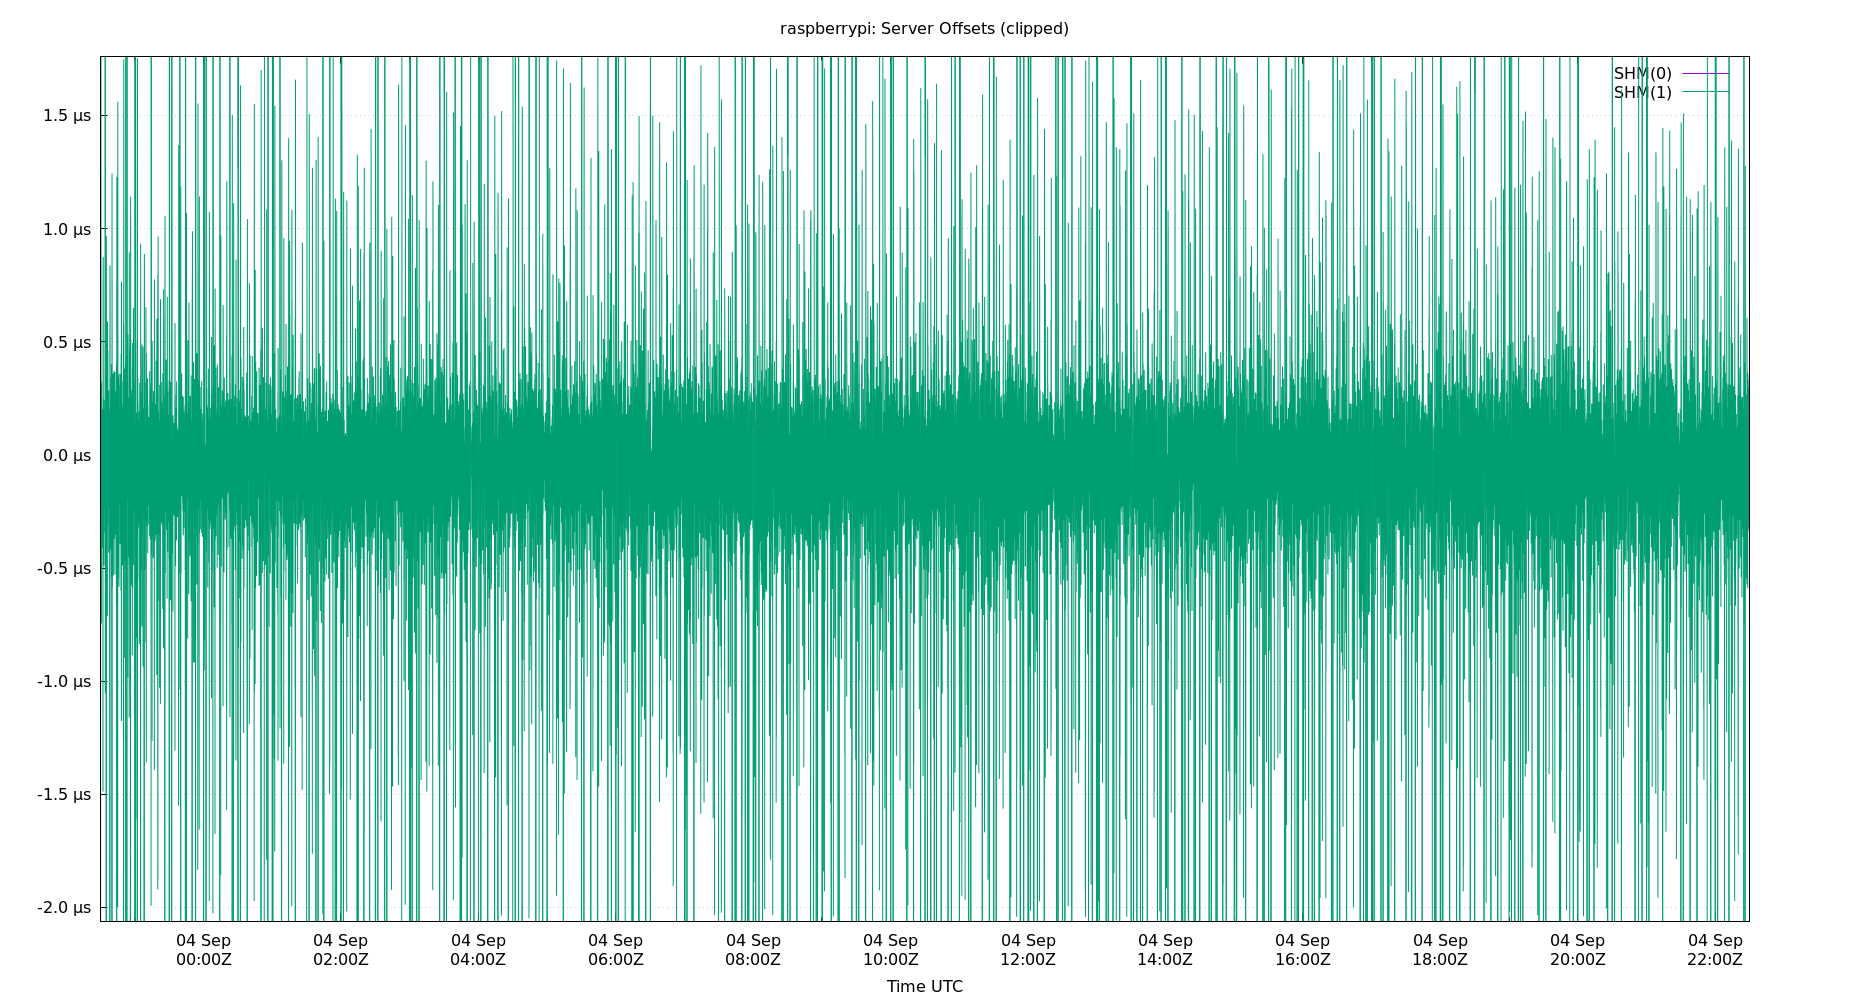 raspberrypi: Server Offsets (clipped)
SHM(0)
SHM(1)
1.5 µs
1.0 µs
0.5 µs
0.0 µs
-0.5 µs
-1.0 µs
-1.5 µs
-2.0 µs
04 Sep 04 Sep 04 Sep 04 Sep 04 Sep 04 Sep 04 Sep 04 Sep 04 Sep 04 Sep 04 Sep 04 Sep
00:00Z 02:00Z 04:00Z 06:00Z 08:00Z 10:00Z 12:00Z 14:00Z 16:00Z 18:00Z 20:00Z 22:00Z
Time UTC